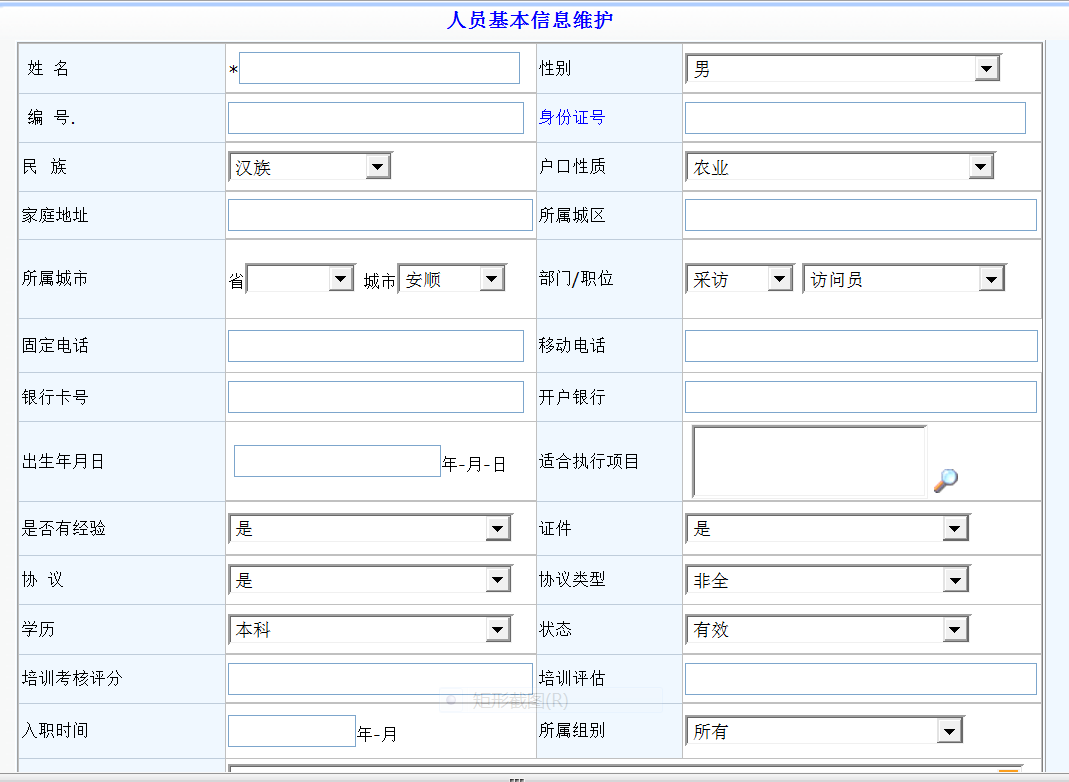 人员基本信息维护
姓 名 * 性别 男
编 号. 身份证号
民 族 汉族 户口性质 农业
家庭地址 所属城区
所属城市 省 城市 安顺 部门/职位 采访 访问员
固定电话 移动电话
银行卡号 开户银行
出生年月日 年-月-日 适合执行项目
是否有经验 是 证件 是
协 议 是 协议类型 非全
学历 本科 状态 有效
培训考核评分 培训评估
矩形截图(R)
入职时间 年-月 所属组别 所有